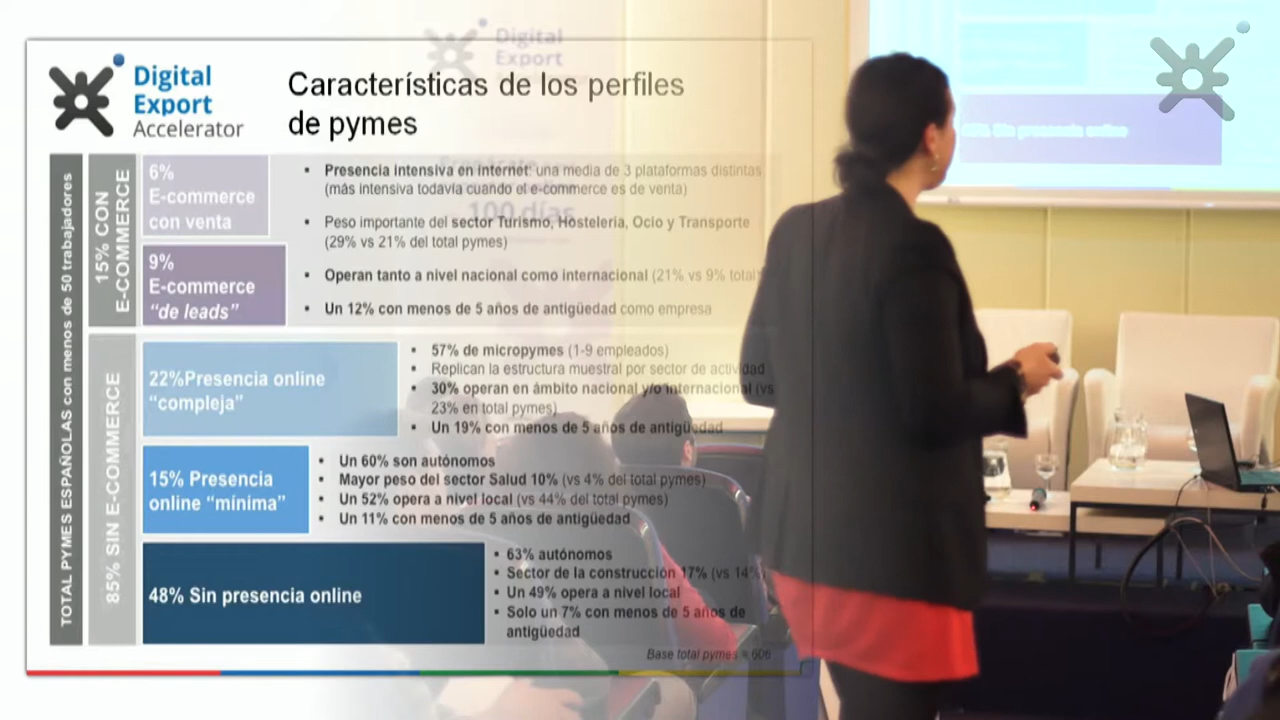 Digital
Export
Accelerator
Características de los perfiles
de pymes
TOTAL PYMES ESPAÑOLAS con menos de 50 trabajadores
15% CON
E-COMMERCE
6%
E-commerce
con venta
9%
E-commerce
“de leads”
• Presencia intensiva en internet: una media de 3 plataformas distintas
(más intensiva todavía cuando el e-commerce es de venta)
• Peso importante del sector Turismo, Hostelería, Ocio y Transporte
(29% vs 21% del total pymes)
• Operan tanto a nivel nacional como internacional (21% vs 9% total
• Un 12% con menos de 5 años de antigüedad como empresa
85% SIN E-COMMERCE
22%Presencia online
“compleja”
• 57% de micropymes (1-9 empleados)
• Replican la estructura muestral por sector de actividad
• 30% operan en ámbito nacional y/o internacional (vs
23% en total pymes)
• Un 19% con menos de 5 años de antigüedad
15% Presencia
online “mínima”
• Un 60% son autónomos
• Mayor peso del sector Salud 10% (vs 4% del total pymes)
• Un 52% opera a nivel local (vs 44% del total pymes)
• Un 11% con menos de 5 años de antigüedad
48% Sin presencia online
• 63% autónomos
• Sector de la construcción 17% (vs 14%)
• Un 49% opera a nivel local
• Solo un 7% con menos de 5 años de
antigüedad
Base total pymes = 606
Digital
Export
100 días
Sin presencia online